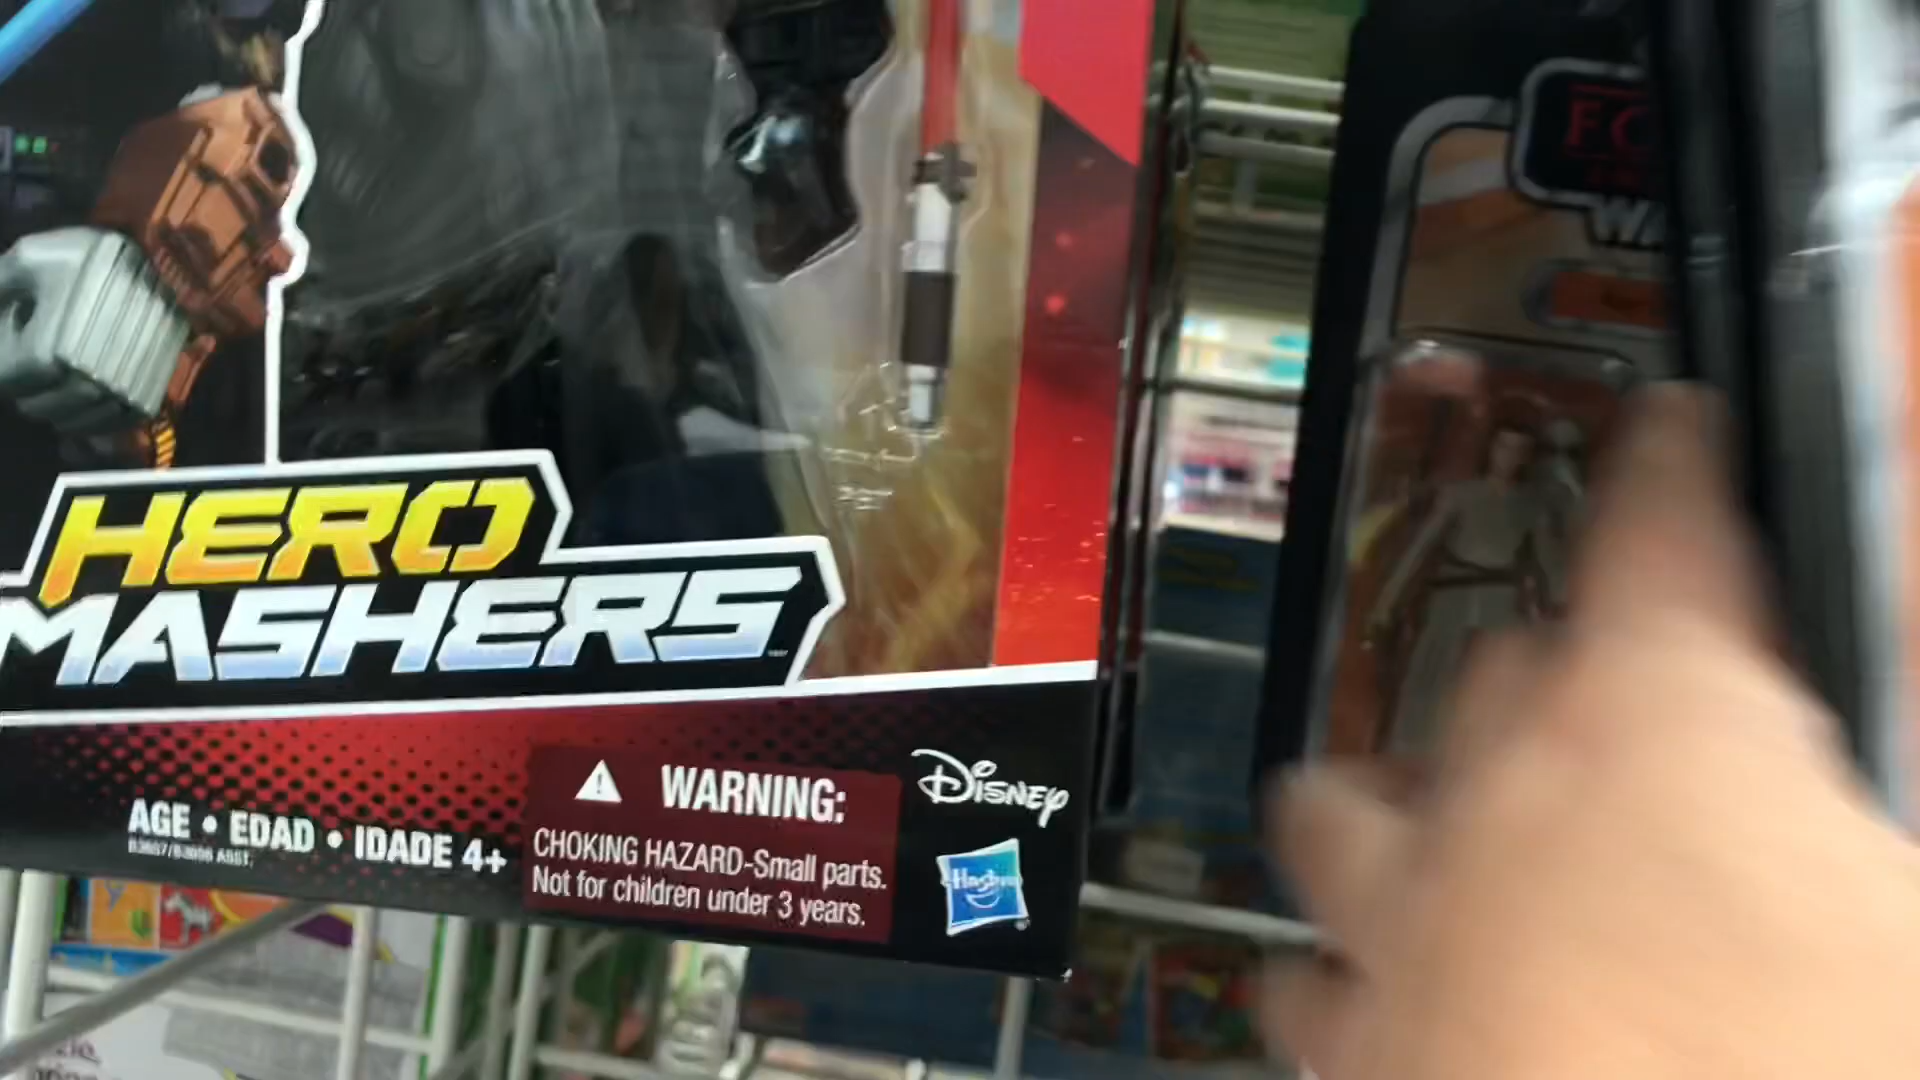 HERO
MASHERS
AGE • EDAD • IDADE 4+
WARNING:
CHOKING HAZARD-Small parts.
Not for children under 3 years.
Disney
Hasbro